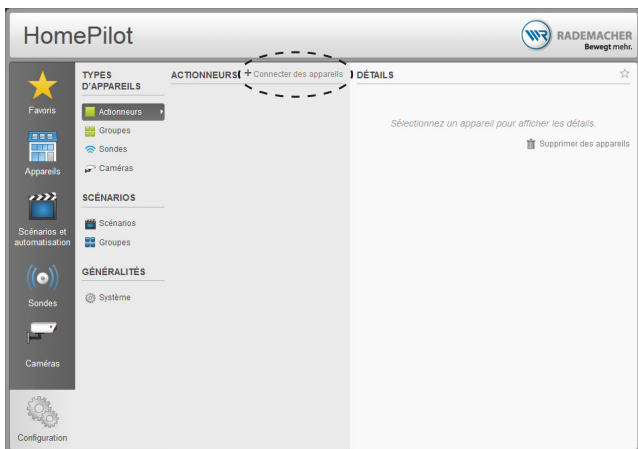 HomePilot
WR RADEMACHER
Bewegt mehr.
Favoris
Appareils
Scénarios et
automatisation
Sondes
Caméras
Configuration
TYPES
D'APPAREILS
Actionneurs
Groupes
Sondes
Caméras
SCÉNARIOS
Scénarios
Groupes
GÉNÉRALITÉS
Système
ACTIONNEURS + Connecter des appareils
DÉTAILS
Sélectionnez un appareil pour afficher les détails.
Supprimer des appareils